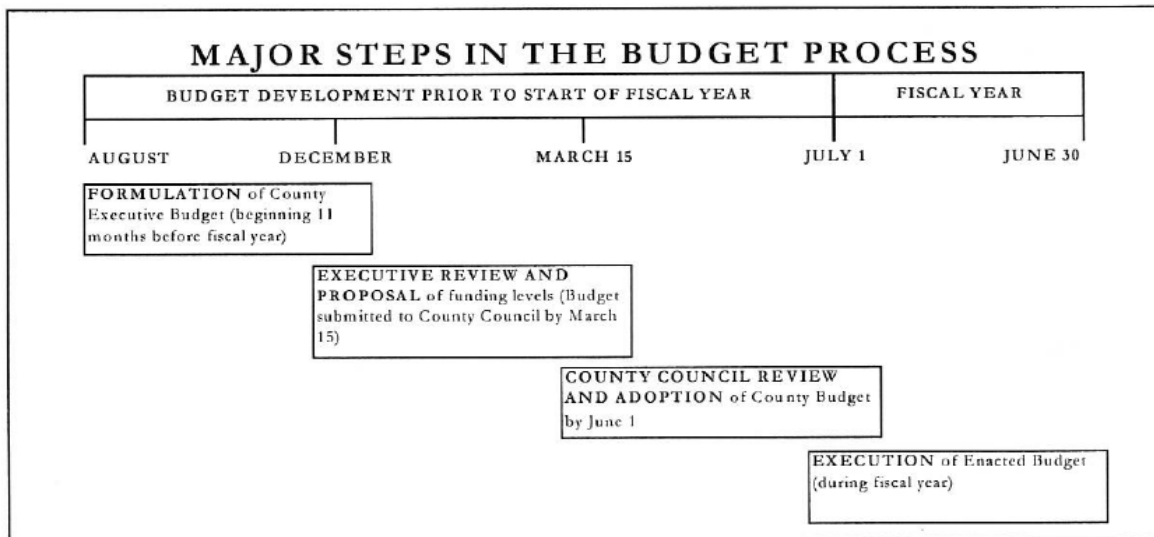 MAJOR STEPS IN THE BUDGET PROCESS
BUDGET DEVELOPMENT PRIOR TO START OF FISCAL YEAR
FISCAL YEAR
AUGUST
DECEMBER
MARCH 15
JULY 1
JUNE 30
FORMULATION of County
Executive Budget (beginning 11
months before fiscal year)
EXECUTIVE REVIEW AND
PROPOSAL of funding levels (Budget
submitted to County Council by March
15)
COUNTY COUNCIL REVIEW
AND ADOPTION of County Budget
by June 1
EXECUTION of Enacted Budget
(during fiscal year)